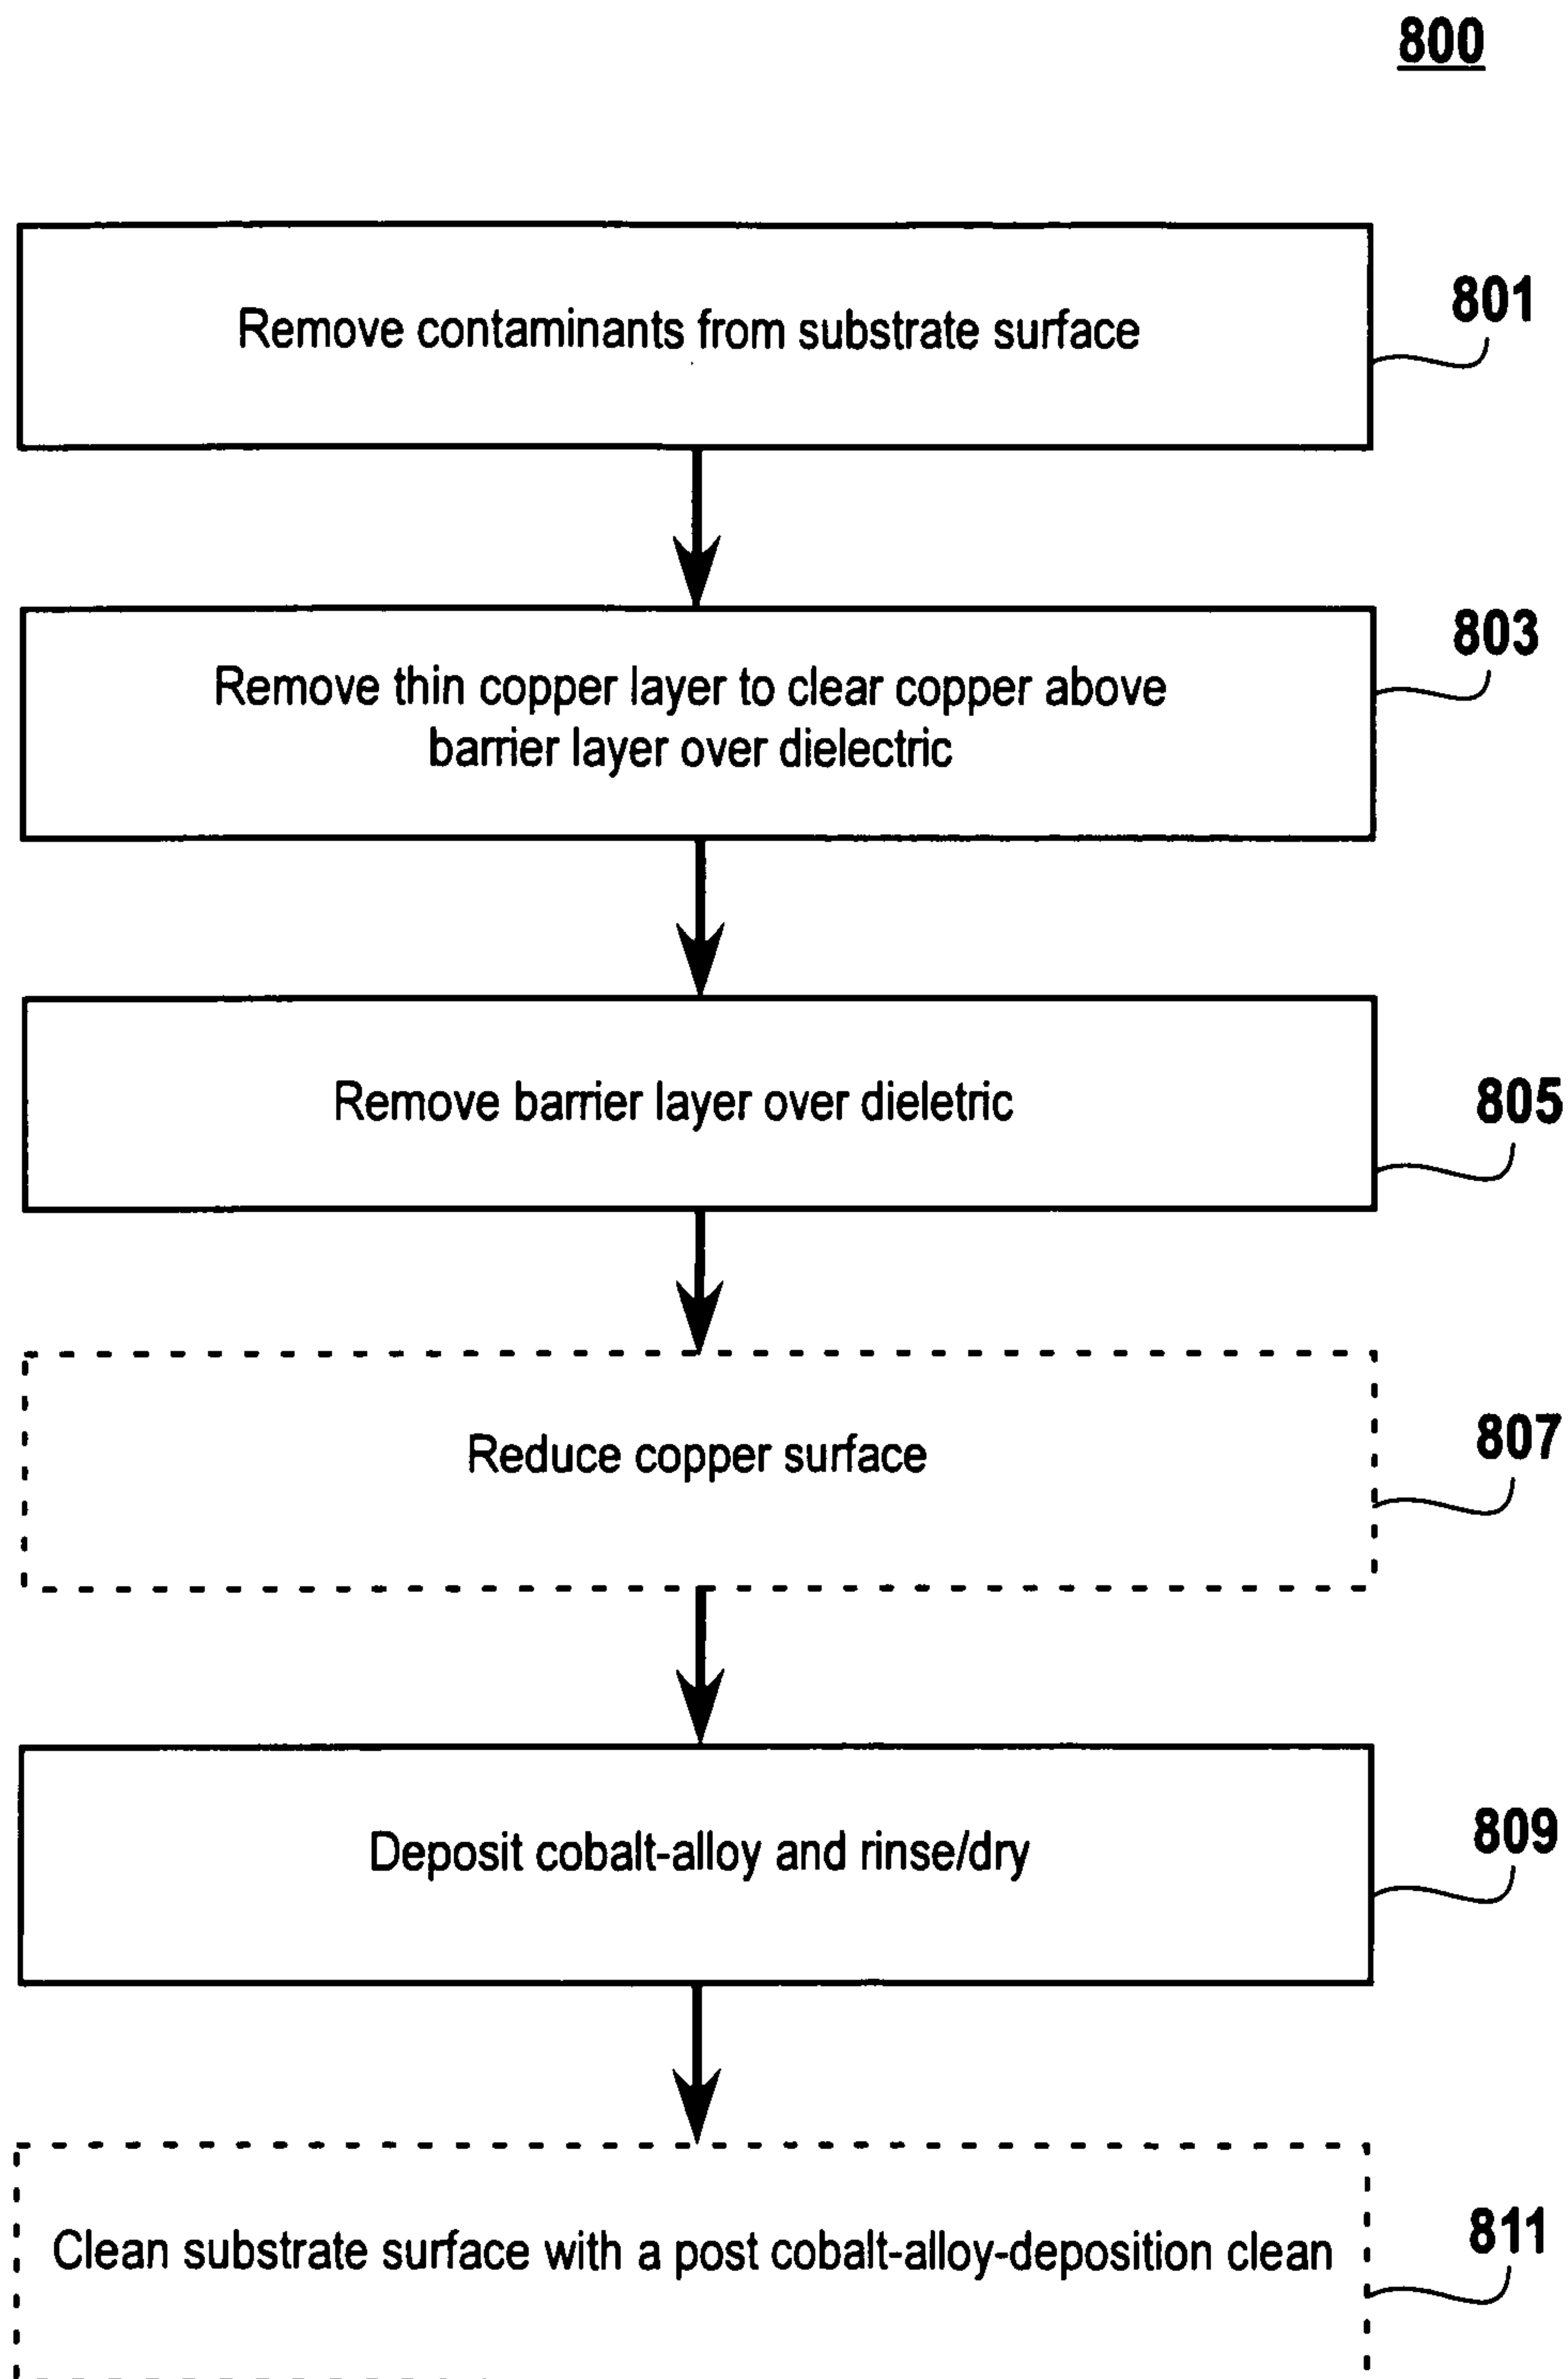 800
Remove contaminants from substrate surface
801
Remove thin copper layer to clear copper above
barrier layer over dielectric
803
Remove barrier layer over dieletric
805
Reduce copper surface
807
Deposit cobalt-alloy and rinse/dry
809
Clean substrate surface with a post cobalt-alloy-deposition clean
811